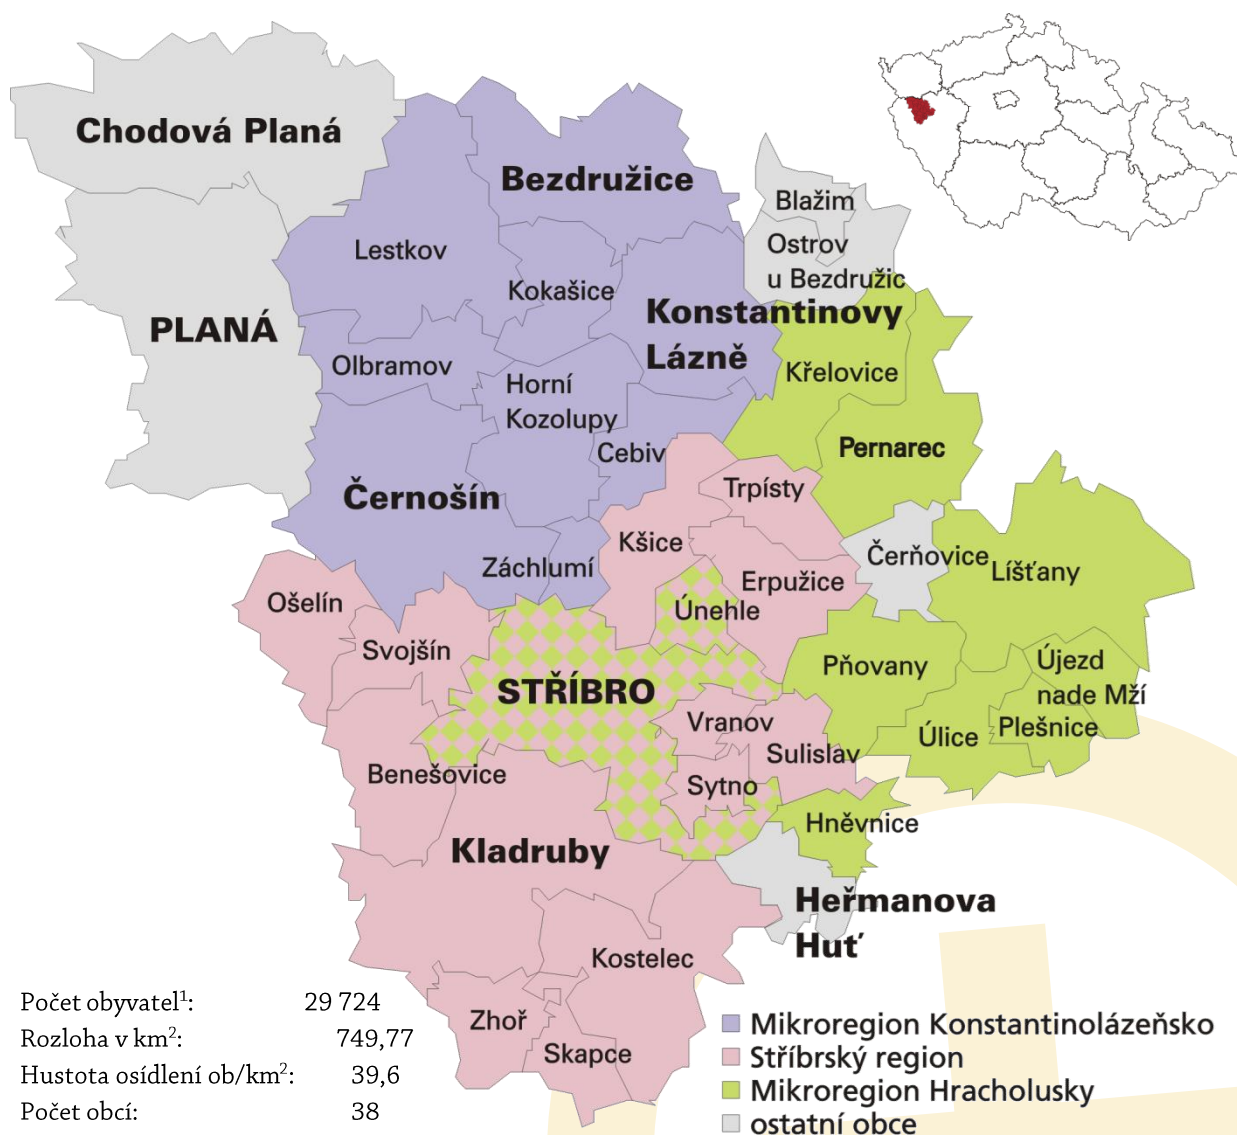 Chodová Planá
Bezdružice
Blažim
Ostrov
u Bezdružic
Lestkov
Kokašice
Konstantinovy
Lázně
PLANÁ
Olbramov
Horní
Kozolupy
Křelovice
Cebiv
Pernarec
Černošín
Trpísty
Kšice
Záchlumí
Čerňovice
Líšťany
Erpužice
Ošelín
Únehle
Svojšín
Pňovany
Újezd
nade Mží
STŘÍBRO
Vranov
Plešnice
Úlice
Sulislav
Benešovice
Sytno
Hněvnice
Kladruby
Heřmanova
Huť
Kostelec
Zhoř
Skapce
Počet obyvatel¹: 29 724
Rozloha v km²: 749,77
Hustota osídlení ob/km²: 39,6
Počet obcí: 38
Mikroregion Konstantinolázeňsko
Stříbrský region
Mikroregion Hracholusky
ostatní obce